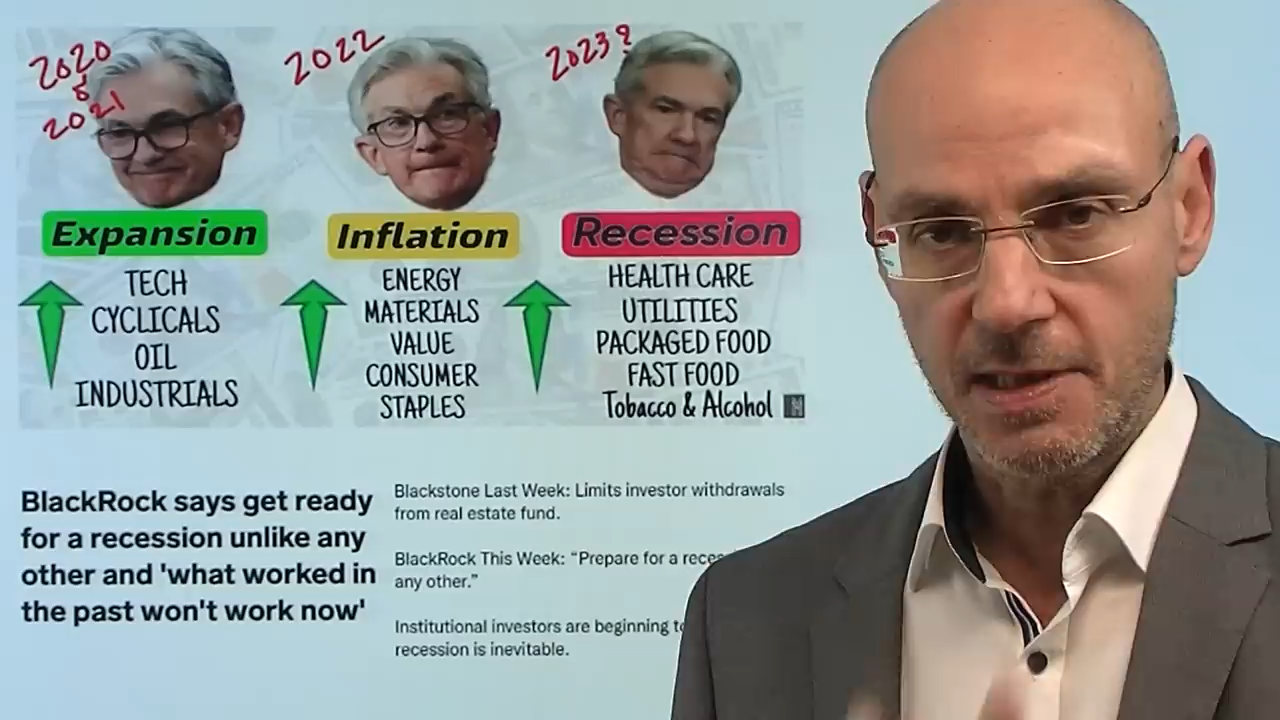 2020
&
2021
2022
2023?
Expansion
TECH
CYCLICALS
OIL
INDUSTRIALS
Inflation
ENERGY
MATERIALS
VALUE
CONSUMER
STAPLES
Recession
HEALTH CARE
UTILITIES
PACKAGED FOOD
FAST FOOD
Tobacco & Alcohol
BlackRock says get ready
for a recession unlike any
other and 'what worked in
the past won't work now'
Blackstone Last Week: Limits investor withdrawals
from real estate fund.
BlackRock This Week: “Prepare for a
any other.”
Institutional investors are beginning
recession is inevitable.